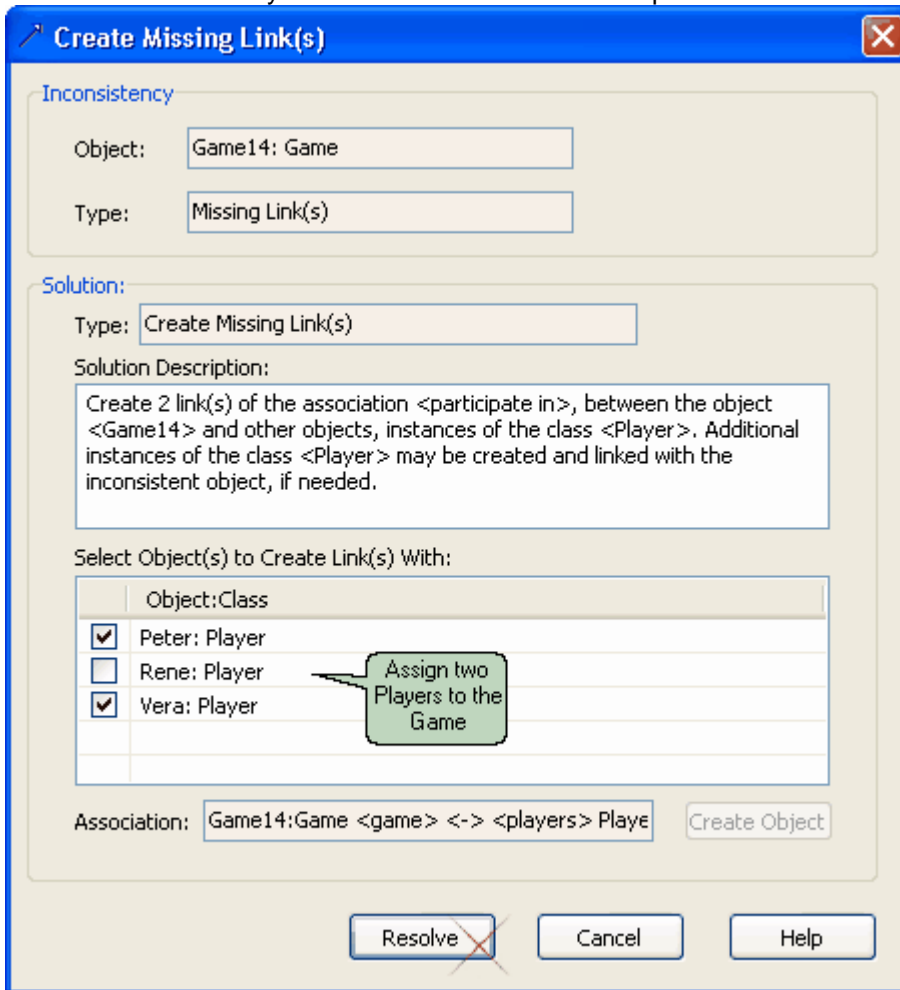 Create Missing Link(s)
Inconsistency
Object: Game14: Game
Type: Missing Link(s)
Solution:
Type: Create Missing Link(s)
Solution Description:
Create 2 link(s) of the association <participate in>, between the object
<Game14> and other objects, instances of the class <Player>. Additional
instances of the class <Player> may be created and linked with the
inconsistent object, if needed.
Select Object(s) to Create Link(s) With:
Object:Class
Peter: Player
Rene: Player
Vera: Player
Assign two
Players to the
Game
Association: Game14:Game <game> <-> <players> Playe
Create Object
Resolve Cancel Help